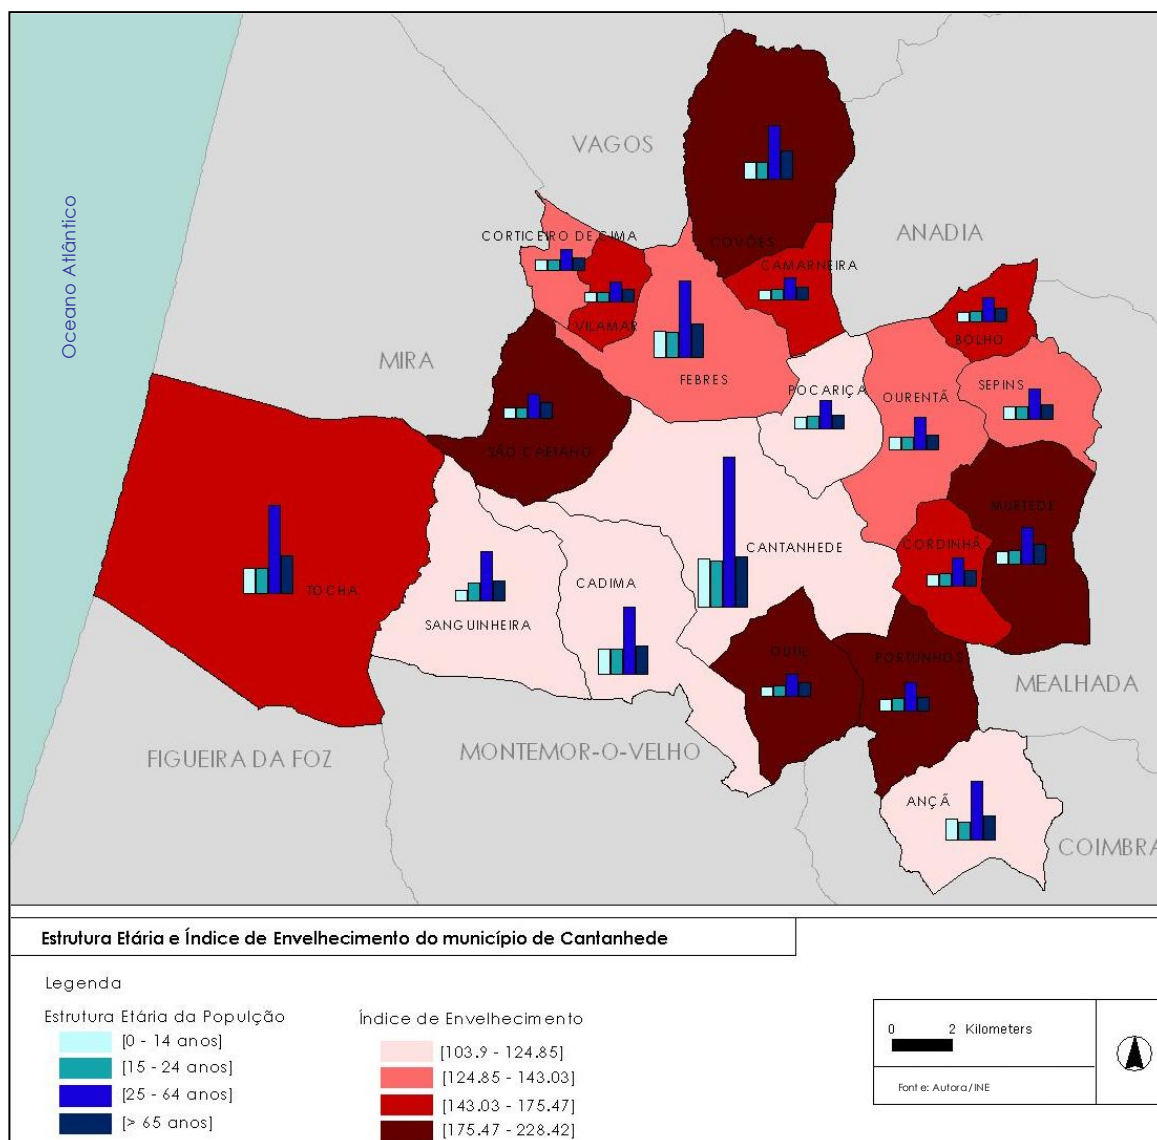 VAGOS
Oceano Atlântico
CORTICEIRO DE CIMA
COVÕES
ANADIA
CAMARNEIRA
VILAMAR
BOLHO
MIRA
FEBRES
POCARIÇA
OURENTÃ
SEPINS
SÃO CAETANO
MURTEDE
CANTANHEDE
CORDINHÃ
TOCHA
CADIMA
SANGUINHEIRA
OUTIL
PORTUNHOS
MEALHADA
FIGUEIRA DA FOZ
MONTEMOR-O-VELHO
ANÇÃ
COIMBRA
Estrutura Etária e Índice de Envelhecimento do município de Cantanhede
Legenda
Estrutura Etária da Populção
[0 - 14 anos]
[15 - 24 anos]
[25 - 64 anos]
[> 65 anos]
Índice de Envelhecimento
[103.9 - 124.85]
[124.85 - 143.03]
[143.03 - 175.47]
[175.47 - 228.42]
0 2 Kilometers
Fonte: Autora/INE